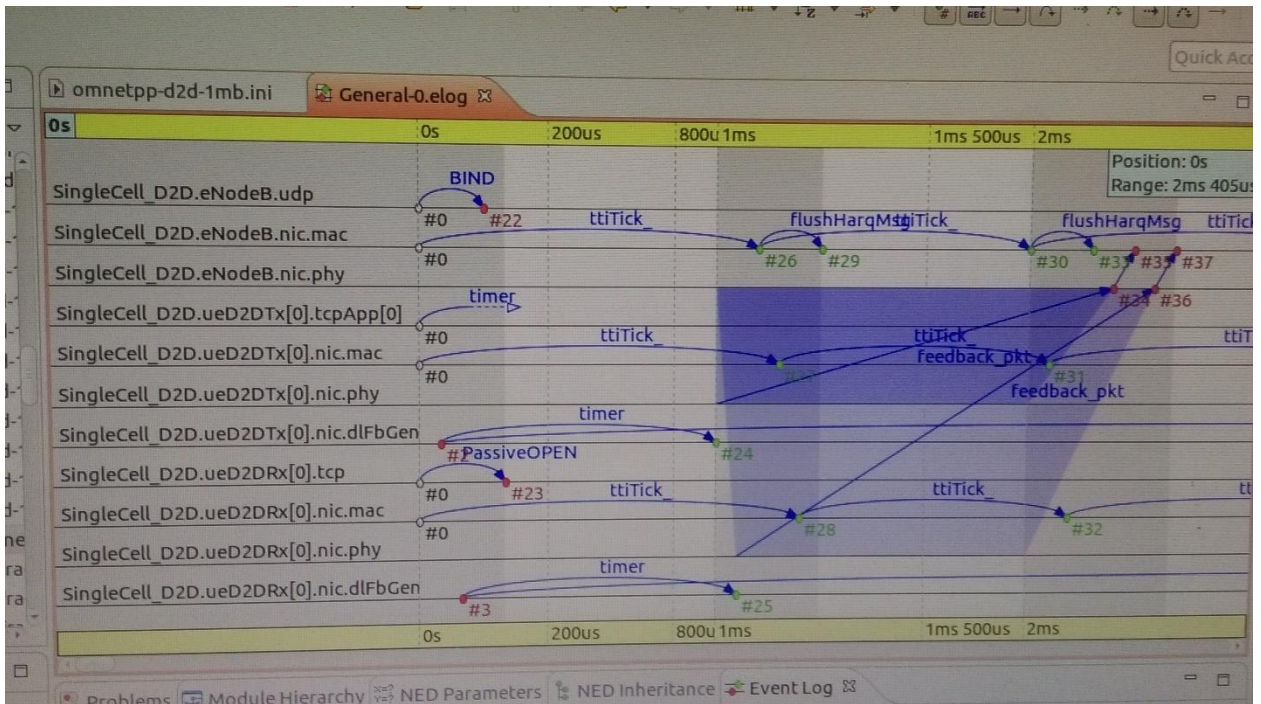 Quick Acc
omnetpp-d2d-1mb.ini
General-0.elog
0s
0s 200us 800u 1ms 1ms 500us 2ms
Position: 0s
Range: 2ms 405us
BIND
SingleCell_D2D.eNodeB.udp
#0 #22 ttiTick_ flushHarqMsg ttiTick_ flushHarqMsg ttiTick
SingleCell_D2D.eNodeB.nic.mac
#0 #26 #29 #30 #33 #35 #37
SingleCell_D2D.eNodeB.nic.phy
timer #34 #36
SingleCell_D2D.ueD2DTx[0].tcpApp[0]
#0 ttiTick_ ttiTick_ ttiT
SingleCell_D2D.ueD2DTx[0].nic.mac
feedback_pkt
#0 #27 #31
SingleCell_D2D.ueD2DTx[0].nic.phy
feedback_pkt
timer
SingleCell_D2D.ueD2DTx[0].nic.dlFbGen
#2 PassiveOPEN #24
SingleCell_D2D.ueD2DRx[0].tcp
#0 #23 ttiTick_ ttiTick_ tt
SingleCell_D2D.ueD2DRx[0].nic.mac
#0 #28 #32
SingleCell_D2D.ueD2DRx[0].nic.phy
timer
SingleCell_D2D.ueD2DRx[0].nic.dlFbGen
#3 #25
0s 200us 800u 1ms 1ms 500us 2ms
Problems Module Hierarchy NED Parameters NED Inheritance Event Log